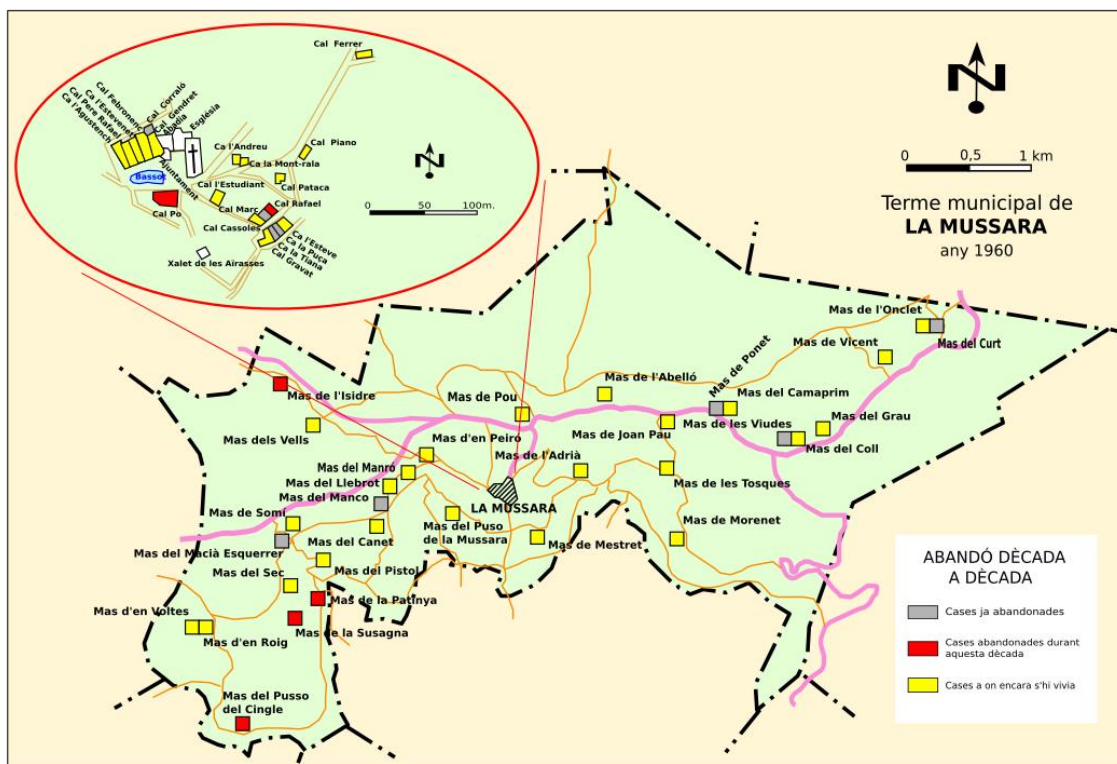 Cal Ferrer
Cal Corraló
Cal Gendret
Abadia
Església
Cal Febronenc
Ca l'Estevenet
Cal Pere Rafael
Ca l'Agustench
Ajuntament
Bassot
Cal Po
Ca l'Andreu
Cal Piano
Ca la Mont-rala
Cal Pataca
Cal l'Estudiant
Cal Marc
Cal Rafael
Cal Cassoles
Ca l'Esteve
Ca la Puça
Ca la Tiana
Cal Gravat
Xalet de les Aïrasses
N
0 50 100m.
N
0 0,5 1 km
Terme municipal de
LA MUSSARA
any 1960
Mas de l'Onclet
Mas del Curt
Mas de Vicent
Mas de Ponet
Mas de l'Abelló
Mas del Camaprim
Mas de l'Isidre
Mas de Pou
Mas de les Viudes
Mas del Grau
Mas dels Vells
Mas d'en Peiró
Mas de Joan Pau
Mas del Coll
Mas de l'Adrià
Mas del Manró
Mas del Llebrot
Mas del Manco
Mas de les Tosques
LA MUSSARA
Mas de Somi
Mas del Puso
de la Mussara
Mas de Morenet
Mas del Canet
Mas de Mestret
Mas del Macià Esquerrer
Mas del Sec
Mas del Pistol
Mas de la Patinya
Mas d'en Voltes
Mas de la Susagna
Mas d'en Roig
Mas del Pusso
del Cingle
ABANDÓ DÈCADA
A DÈCADA
Cases ja abandonades
Cases abandonades durant
aquesta dècada
Cases a on encara s'hi vivia